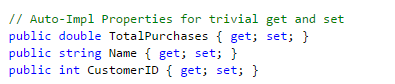 // Auto-Impl Properties for trivial get and set
public double TotalPurchases { get; set; }
public string Name { get; set; }
public int CustomerID { get; set; }